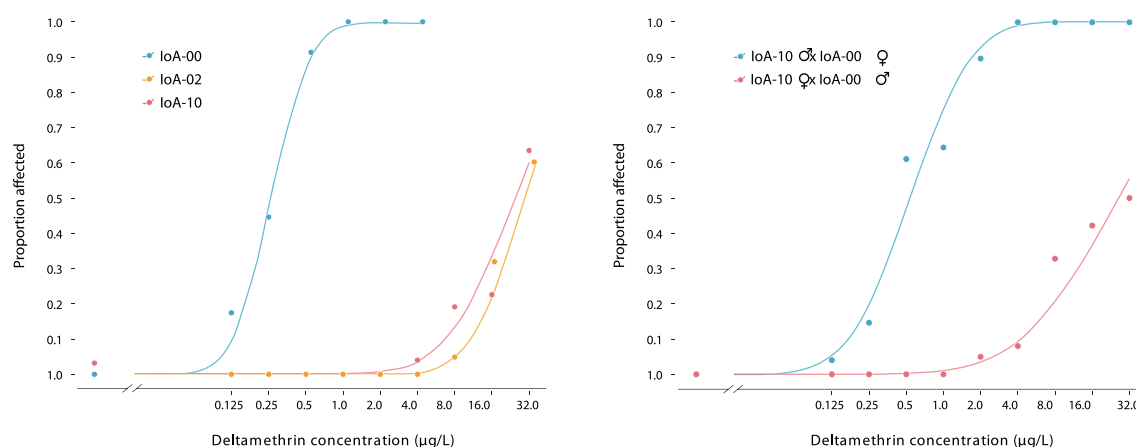 1.0
0.9
0.8
0.7
0.6
0.5
0.4
0.3
0.2
0.1
1.0
Proportion affected
IoA-00
IoA-02
IoA-10
0.125 0.25 0.5 1.0 2.0 4.0 8.0 16.0 32.0
Deltamethrin concentration (µg/L)
1.0
0.9
0.8
0.7
0.6
0.5
0.4
0.3
0.2
0.1
1.0
Proportion affected
IoA-10 ♂x IoA-00 ♀
IoA-10 ♀x IoA-00 ♂
0.125 0.25 0.5 1.0 2.0 4.0 8.0 16.0 32.0
Deltamethrin concentration (µg/L)